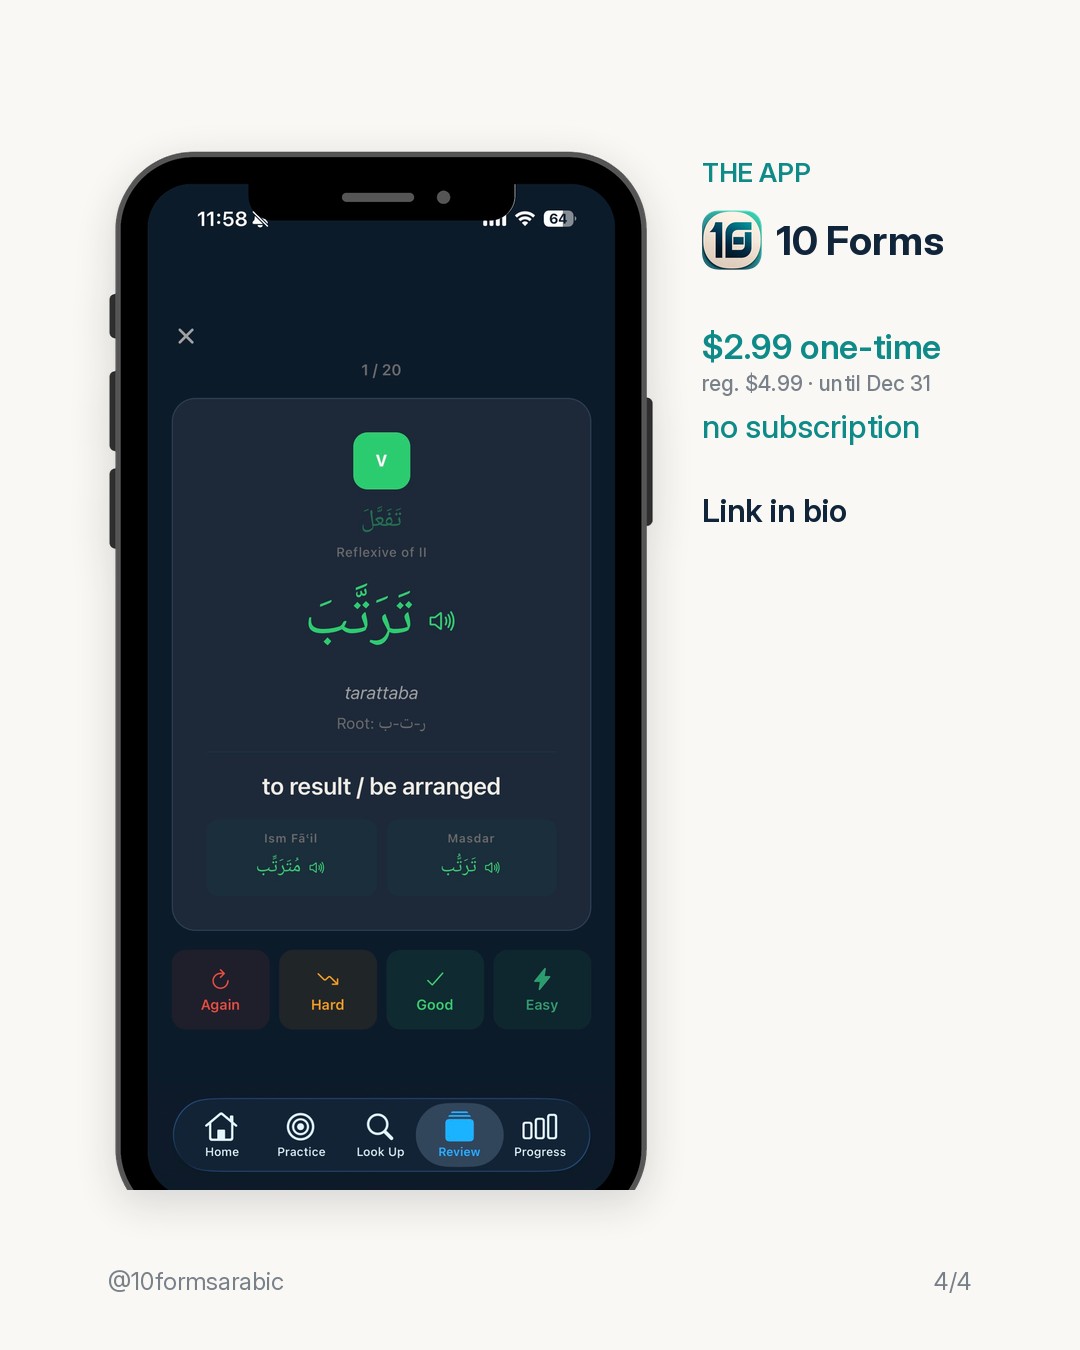 11:58
64
1 / 20
V
تَفَعَّلَ
Reflexive of II
تَرَتَّبَ
tarattaba
Root: ر-ت-ب
to result / be arranged
Ism Fā'il
مُتَرَتِّب
Masdar
تَرَتُّب
Again
Hard
Good
Easy
Home
Practice
Look Up
Review
Progress
THE APP
10
10 Forms
$2.99 one-time
reg. $4.99 · until Dec 31
no subscription
Link in bio
@10formsarabic
4/4